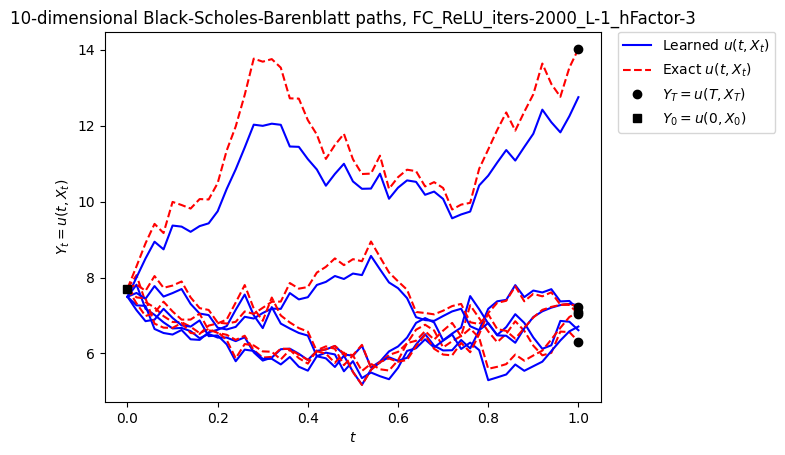 10-dimensional Black-Scholes-Barenblatt paths, FC_ReLU_iters-2000_L-1_hFactor-3
Learned u(t, X_t)
Exact u(t, X_t)
Y_T = u(T, X_T)
Y_0 = u(0, X_0)
Y_t = u(t, X_t)
14
12
10
8
6
0.0 0.2 0.4 0.6 0.8 1.0
t